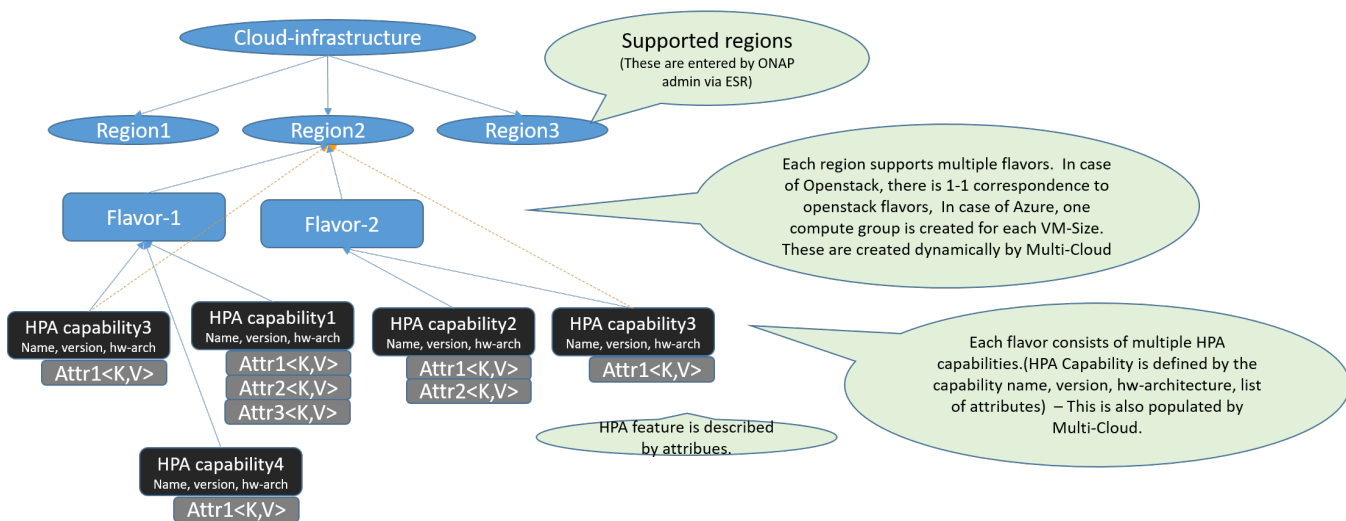 Cloud-infrastructure
Supported regions
(These are entered by ONAP
admin via ESR)
Region1
Region2
Region3
Each region supports multiple flavors. In case
of Openstack, there is 1-1 correspondence to
openstack flavors, In case of Azure, one
compute group is created for each VM-Size.
These are created dynamically by Multi-Cloud
Flavor-1
Flavor-2
HPA capability3
Name, version, hw-arch
Attr1<K,V>
HPA capability1
Name, version, hw-arch
Attr1<K,V>
Attr2<K,V>
Attr3<K,V>
HPA capability2
Name, version, hw-arch
Attr1<K,V>
Attr2<K,V>
HPA capability3
Name, version, hw-arch
Attr1<K,V>
Each flavor consists of multiple HPA
capabilities.(HPA Capability is defined by the
capability name, version, hw-architecture, list
of attributes) – This is also populated by
Multi-Cloud.
HPA feature is described
by attribues.
HPA capability4
Name, version, hw-arch
Attr1<K,V>